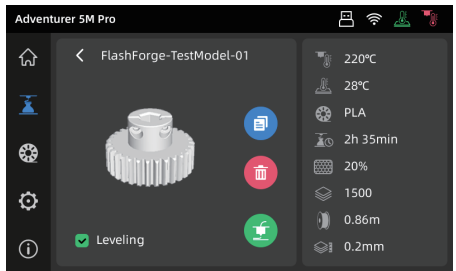 Adventurer 5M Pro
FlashForge-TestModel-01
Leveling
220℃
28℃
PLA
2h 35min
20%
1500
0.86m
0.2mm